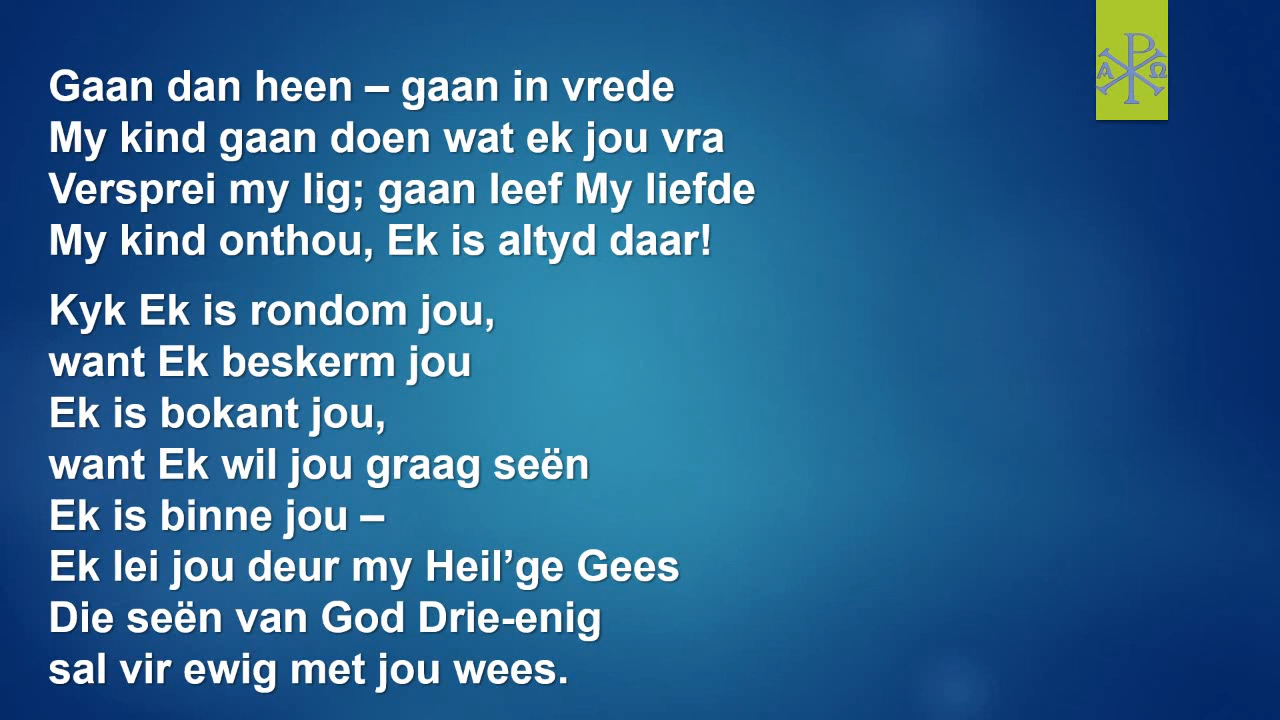 Gaan dan heen – gaan in vrede
My kind gaan doen wat ek jou vra
Versprei my lig; gaan leef My liefde
My kind onthou, Ek is altyd daar!
Kyk Ek is rondom jou,
want Ek beskerm jou
Ek is bokant jou,
want Ek wil jou graag seën
Ek is binne jou –
Ek lei jou deur my Heil’ge Gees
Die seën van God Drie-enig
sal vir ewig met jou wees.
Α Ω